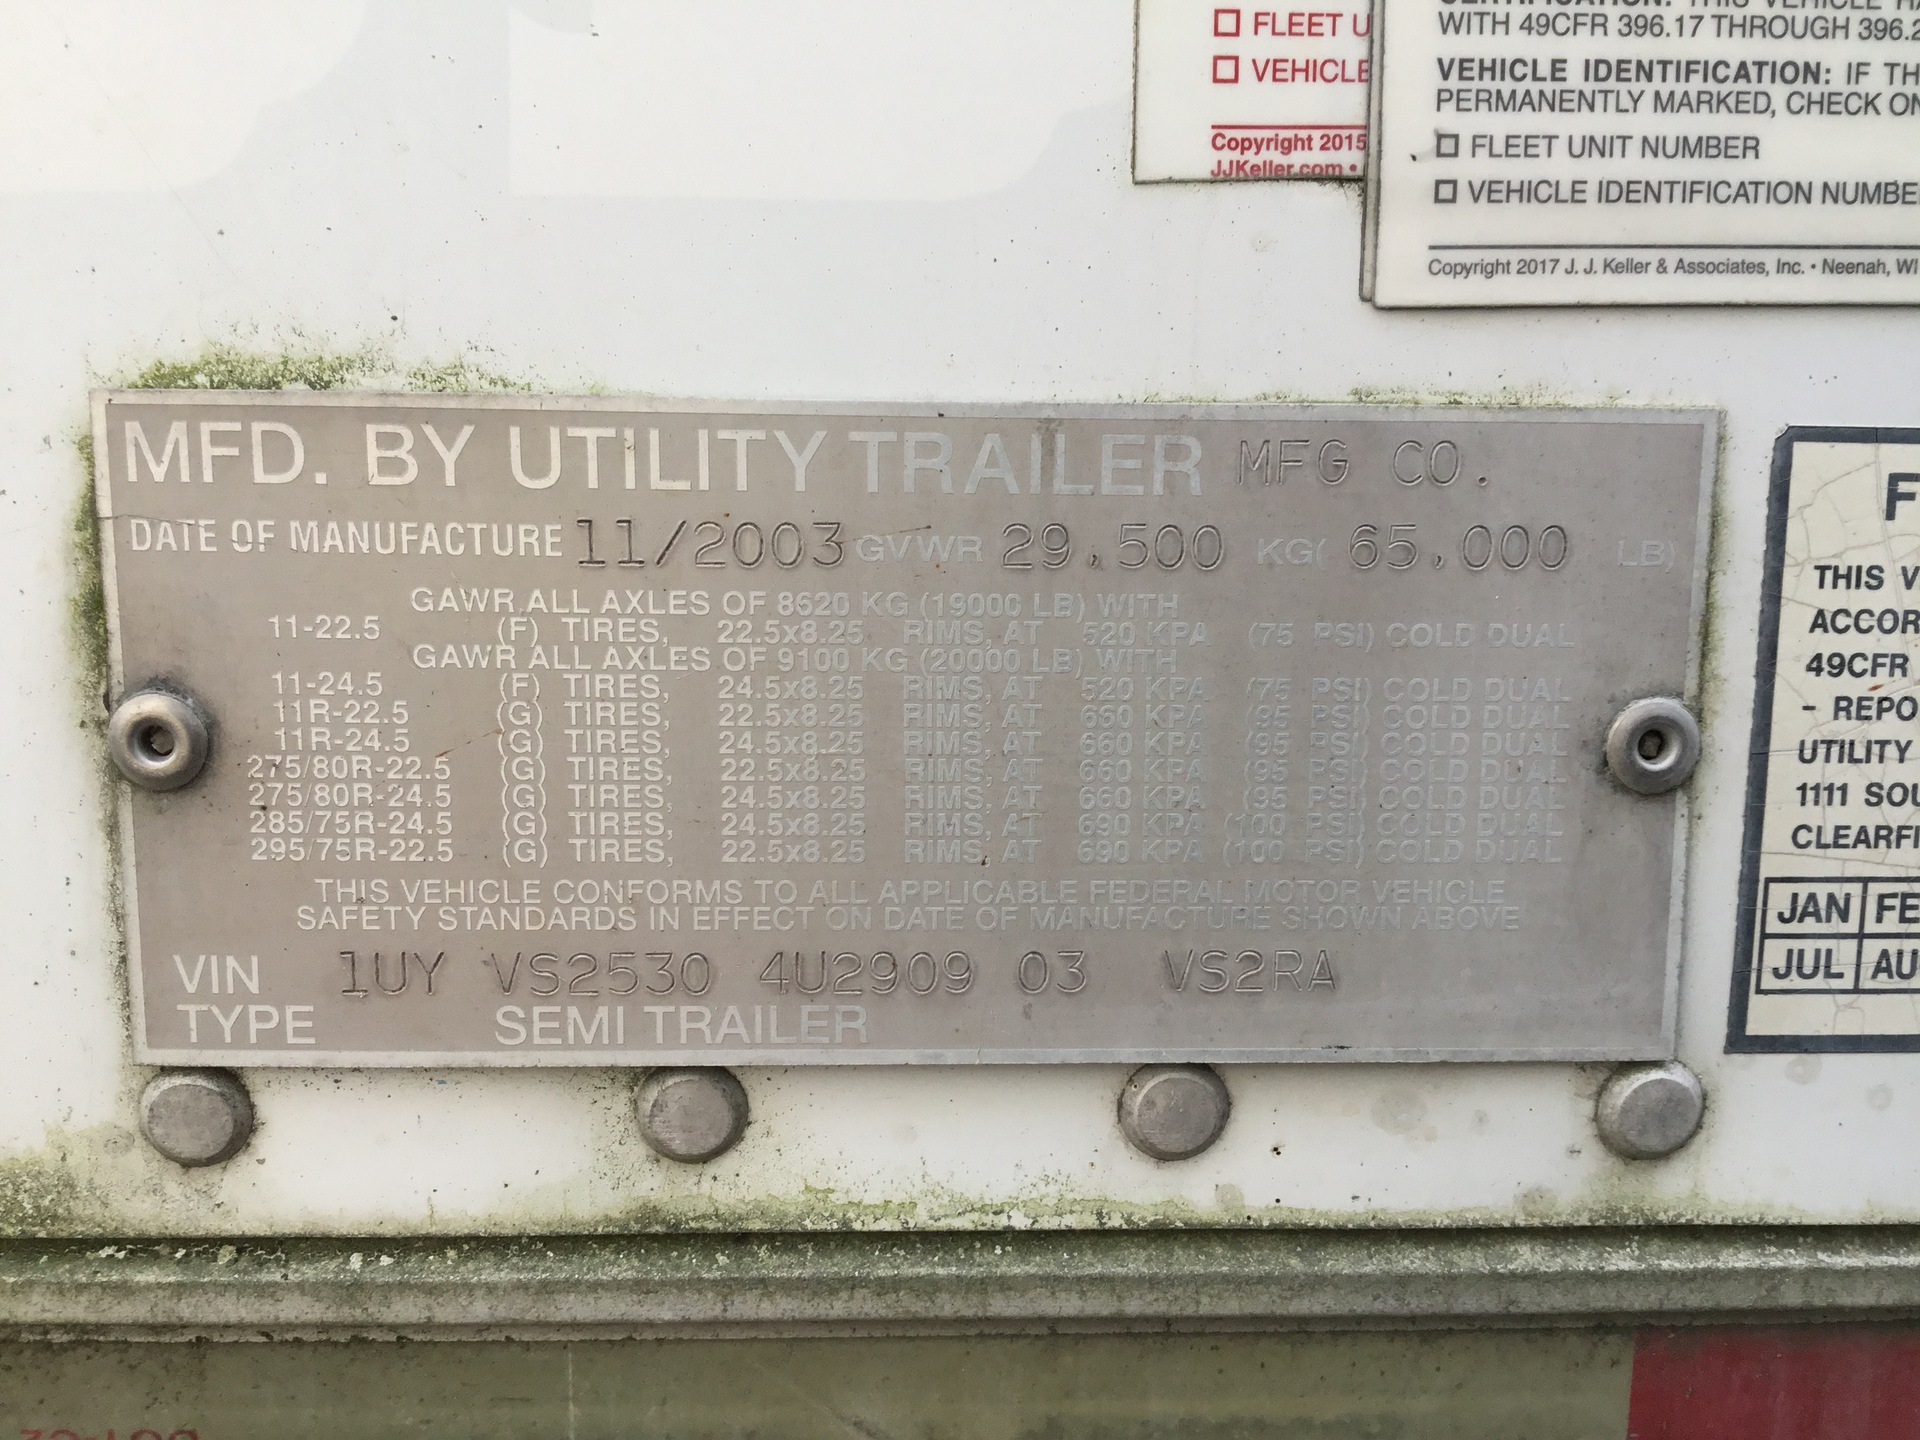 ☐ FLEET U
☐ VEHICLE
Copyright 2015
JJKeller.com •
WITH 49CFR 396.17 THROUGH 396.2
VEHICLE IDENTIFICATION: IF TH
PERMANENTLY MARKED, CHECK ON
☐ FLEET UNIT NUMBER
☐ VEHICLE IDENTIFICATION NUMBE
Copyright 2017 J. J. Keller & Associates, Inc. • Neenah, WI
MFD. BY UTILITY TRAILER MFG CO.
DATE OF MANUFACTURE 11/2003 GVWR 29,500 KG( 65,000 LB)
GAWR ALL AXLES OF 8620 KG (19000 LB) WITH
11-22.5 (F) TIRES, 22.5x8.25 RIMS, AT 520 KPA (75 PSI) COLD DUAL
GAWR ALL AXLES OF 9100 KG (20000 LB) WITH
11-24.5 (F) TIRES, 24.5x8.25 RIMS, AT 520 KPA (75 PSI) COLD DUAL
11R-22.5 (G) TIRES, 22.5x8.25 RIMS, AT 660 KPA (95 PSI) COLD DUAL
11R-24.5 (G) TIRES, 24.5x8.25 RIMS, AT 660 KPA (95 PSI) COLD DUAL
275/80R-22.5 (G) TIRES, 22.5x8.25 RIMS, AT 660 KPA (95 PSI) COLD DUAL
275/80R-24.5 (G) TIRES, 24.5x8.25 RIMS, AT 660 KPA (95 PSI) COLD DUAL
285/75R-24.5 (G) TIRES, 24.5x8.25 RIMS, AT 690 KPA (100 PSI) COLD DUAL
295/75R-22.5 (G) TIRES, 22.5x8.25 RIMS, AT 690 KPA (100 PSI) COLD DUAL
THIS VEHICLE CONFORMS TO ALL APPLICABLE FEDERAL MOTOR VEHICLE
SAFETY STANDARDS IN EFFECT ON DATE OF MANUFACTURE SHOWN ABOVE
VIN 1UY VS2530 4U2909 03 VS2RA
TYPE SEMI TRAILER
F
THIS V
ACCOR
49CFR
- REPO
UTILITY
1111 SOU
CLEARFI
JAN FE
JUL AU